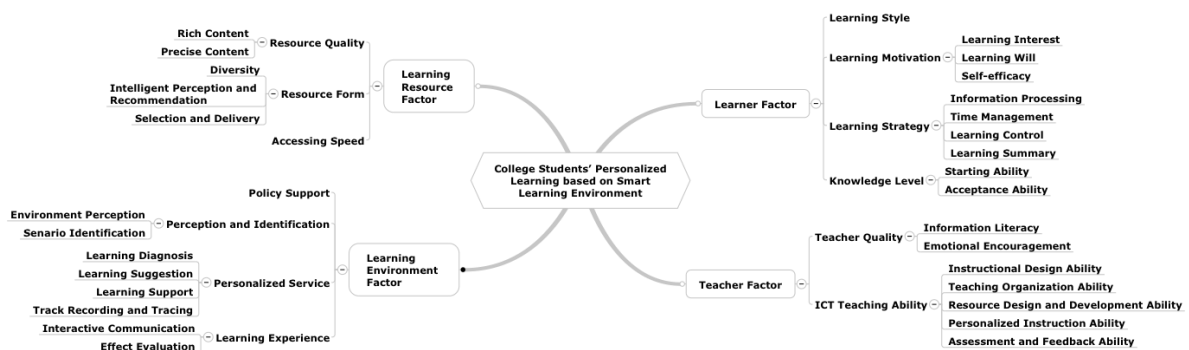 College Students’ Personalized
Learning based on Smart
Learning Environment
Learning
Resource
Factor
Resource Quality
Rich Content
Precise Content
Resource Form
Diversity
Intelligent Perception and
Recommendation
Selection and Delivery
Accessing Speed
Learning
Environment
Factor
Policy Support
Perception and Identification
Environment Perception
Senario Identification
Personalized Service
Learning Diagnosis
Learning Suggestion
Learning Support
Track Recording and Tracing
Learning Experience
Interactive Communication
Effect Evaluation
Learner Factor
Learning Style
Learning Motivation
Learning Interest
Learning Will
Self-efficacy
Learning Strategy
Information Processing
Time Management
Learning Control
Learning Summary
Knowledge Level
Starting Ability
Acceptance Ability
Teacher Factor
Teacher Quality
Information Literacy
Emotional Encouragement
ICT Teaching Ability
Instructional Design Ability
Teaching Organization Ability
Resource Design and Development Ability
Personalized Instruction Ability
Assessment and Feedback Ability